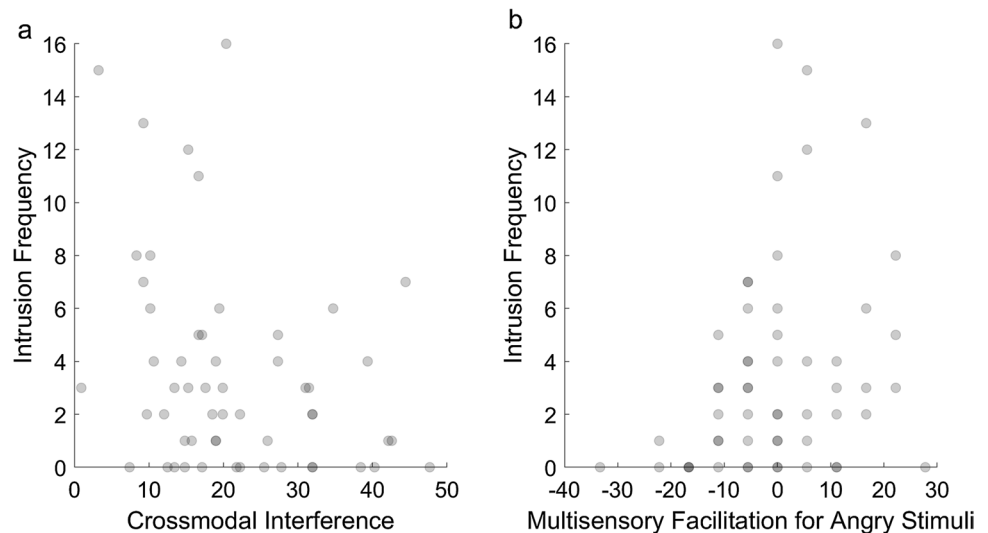 a
16
14
12
10
8
6
4
2
0
Intrusion Frequency
0 10 20 30 40 50
Crossmodal Interference
b
16
14
12
10
8
6
4
2
0
Intrusion Frequency
-40 -30 -20 -10 0 10 20 30
Multisensory Facilitation for Angry Stimuli